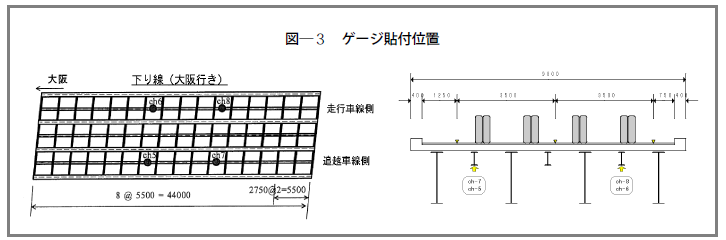 図―3　ゲージ貼付位置
大阪
下り線（大阪行き）
ch6
ch8
走行車線側
ch5
ch7
追越車線側
2750@2=5500
8 @ 5500 = 44000
400
1250
3500
3500
750
400
ch-7
ch-5
ch-8
ch-6